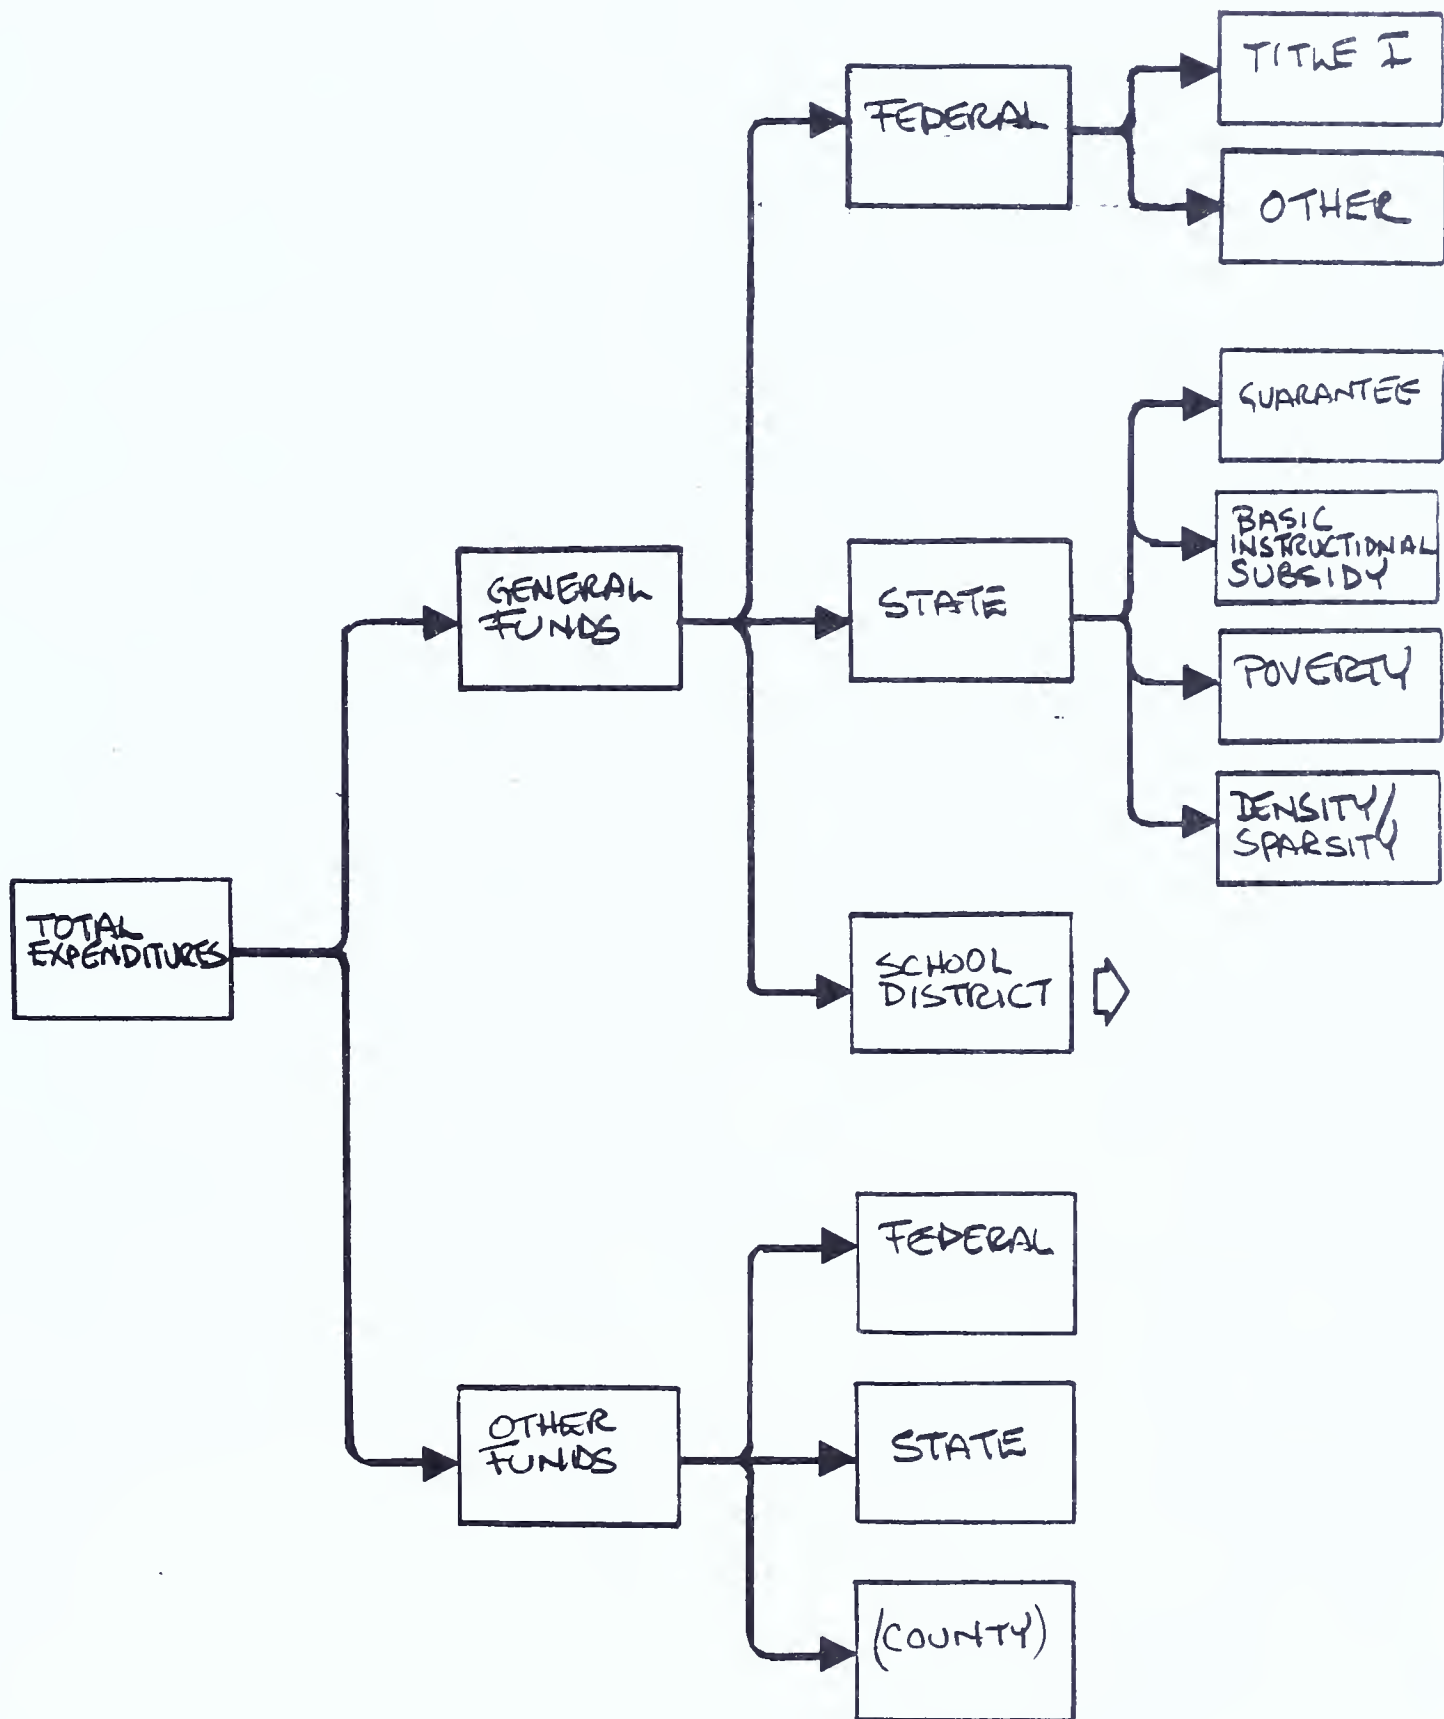 TITLE I
FEDERAL
OTHER
GUARANTEE
BASIC
INSTRUCTIONAL
SUBSIDY
GENERAL
FUNDS
STATE
POVERTY
DENSITY/
SPARSITY
TOTAL
EXPENDITURES
SCHOOL
DISTRICT
FEDERAL
OTHER
FUNDS
STATE
(COUNTY)